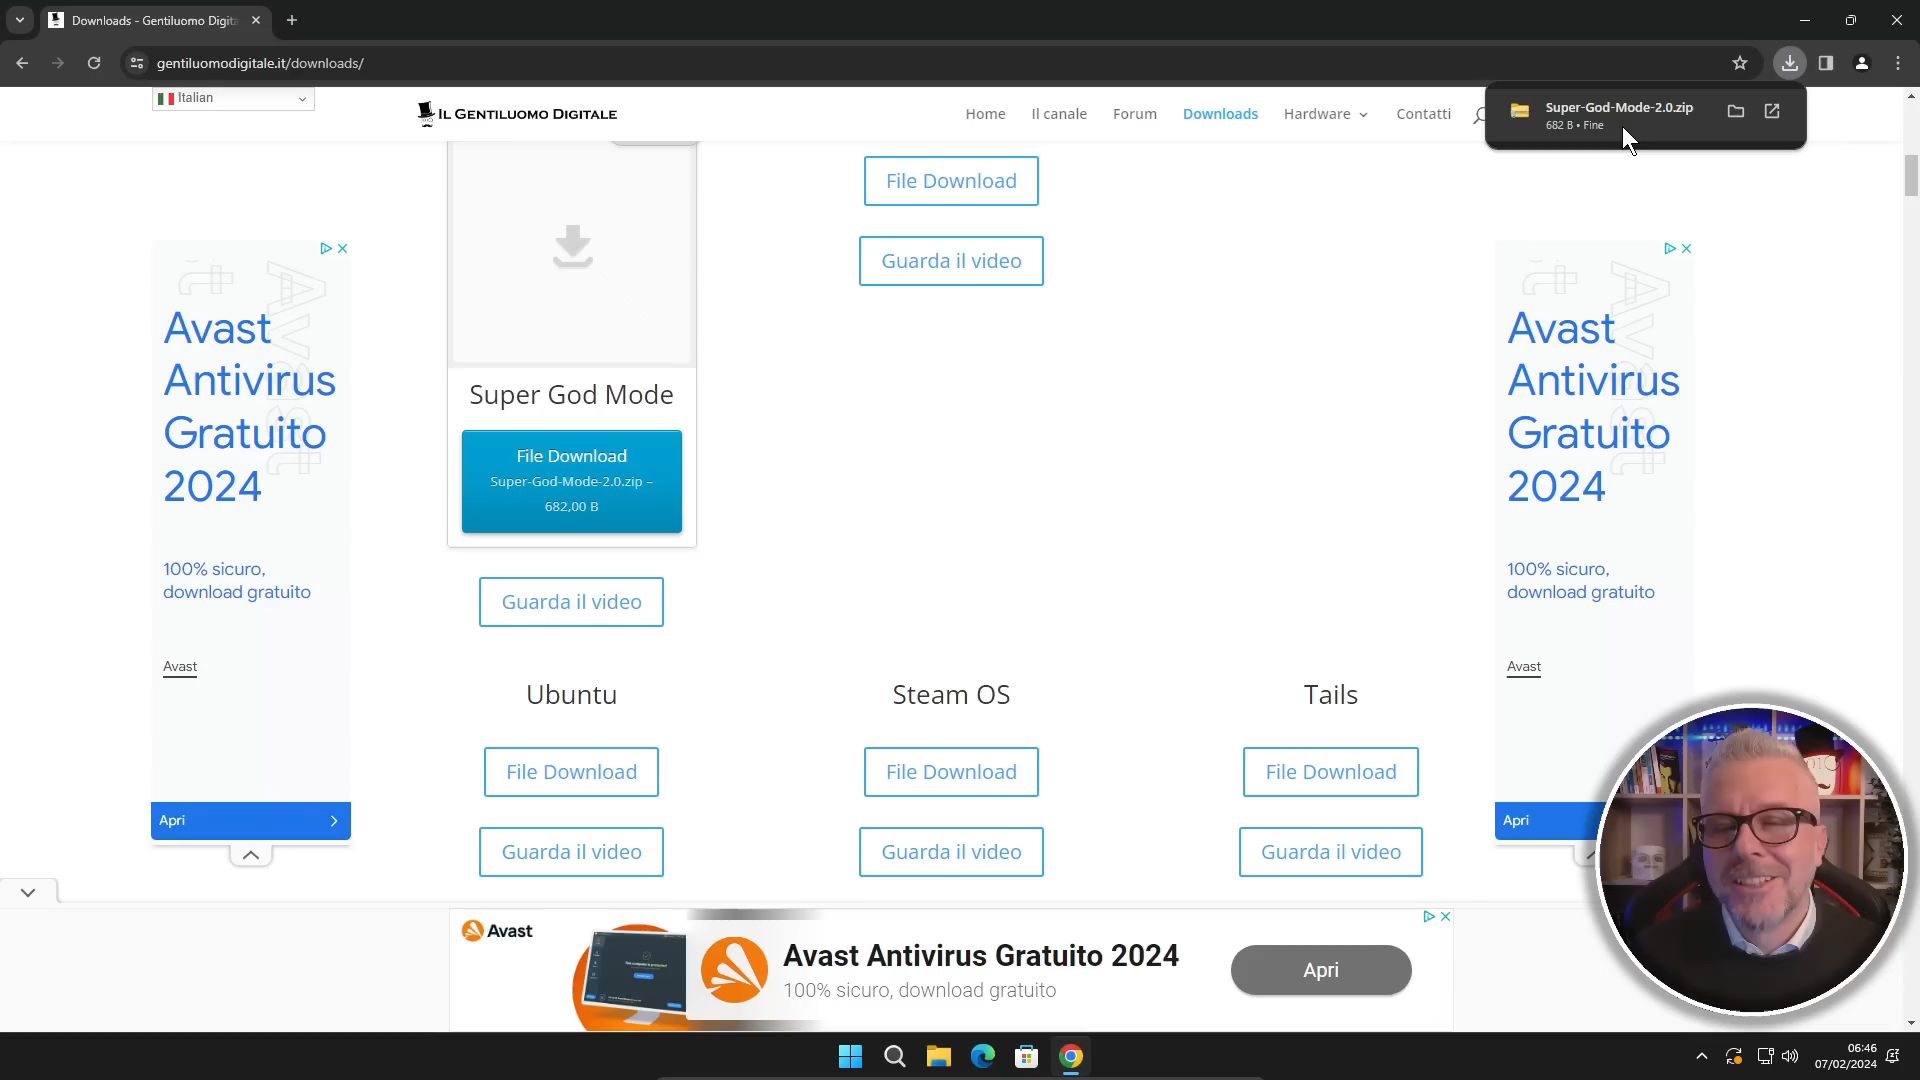 Downloads - Gentiluomo Digita
gentiluomodigitale.it/downloads/
Italian
IL GENTILUOMO DIGITALE
Home
Il canale
Forum
Downloads
Hardware
Contatti
Super-God-Mode-2.0.zip
682 B • Fine
File Download
Guarda il video
Avast
Antivirus
Gratuito
2024
100% sicuro,
download gratuito
Avast
Apri
Super God Mode
File Download
Super-God-Mode-2.0.zip –
682,00 B
Guarda il video
Avast
Antivirus
Gratuito
2024
100% sicuro,
download gratuito
Avast
Apri
Ubuntu
Steam OS
Tails
File Download
File Download
File Download
Guarda il video
Guarda il video
Guarda il video
Avast
Avast Antivirus Gratuito 2024
100% sicuro, download gratuito
Apri
06:46
07/02/2024